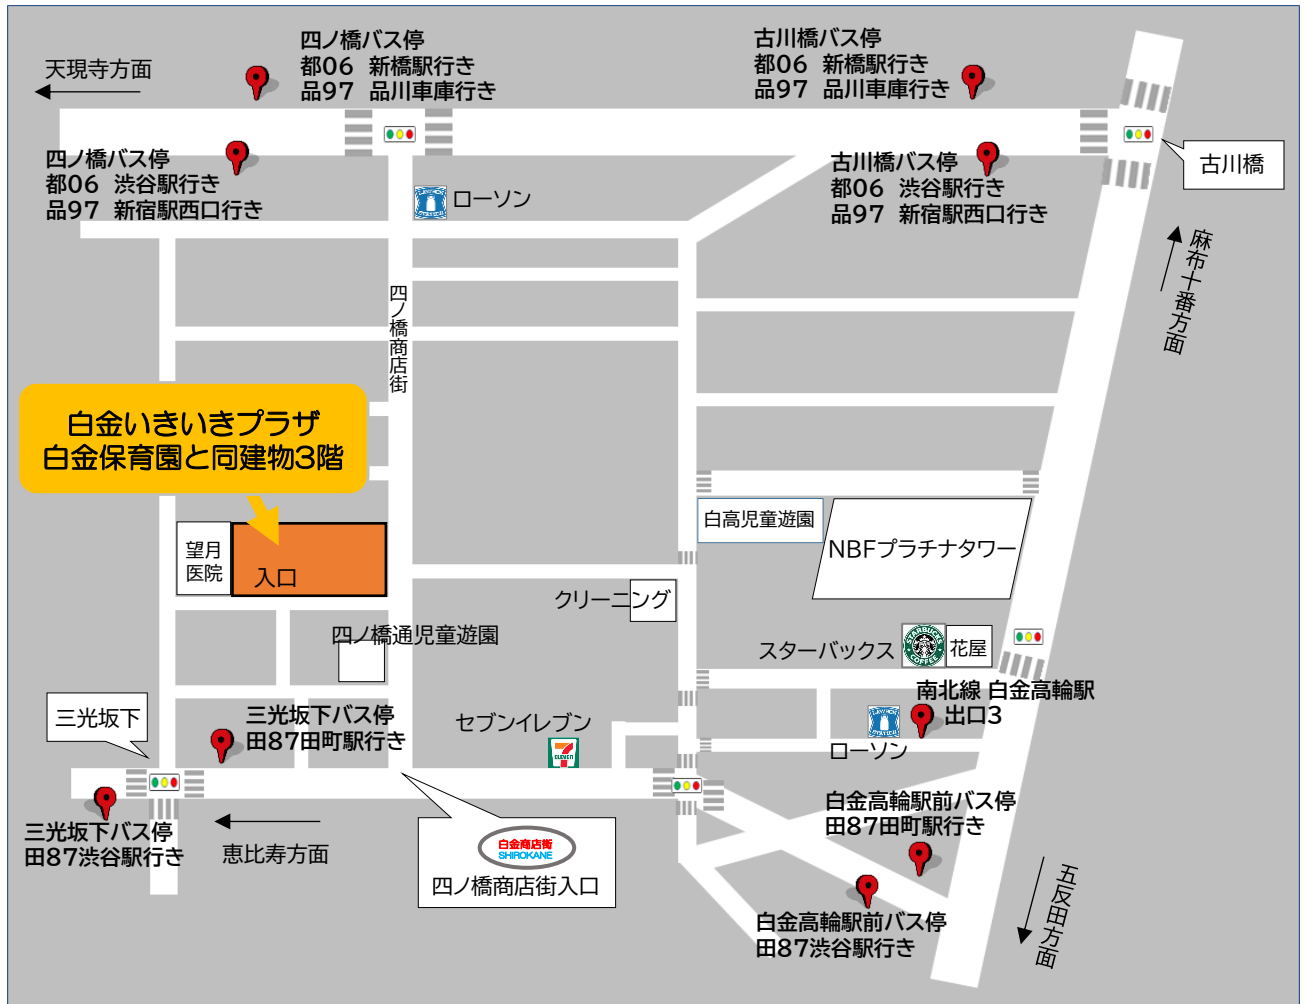 四ノ橋バス停
都06 新橋駅行き
品97 品川車庫行き
古川橋バス停
都06 新橋駅行き
品97 品川車庫行き
天現寺方面
四ノ橋バス停
都06 渋谷駅行き
品97 新宿駅西口行き
古川橋バス停
都06 渋谷駅行き
品97 新宿駅西口行き
古川橋
ローソン
麻布十番方面
四ノ橋商店街
白金いきいきプラザ
白金保育園と同建物3階
望月
医院
入口
白高児童遊園
NBFプラチナタワー
クリーニング
四ノ橋通児童遊園
スターバックス
STARBUCKS
COFFEE
花屋
南北線 白金高輪駅
出口3
三光坂下
三光坂下バス停
田87田町駅行き
セブンイレブン
ローソン
三光坂下バス停
田87渋谷駅行き
恵比寿方面
白金商店街
SHIROKANE
四ノ橋商店街入口
白金高輪駅前バス停
田87田町駅行き
白金高輪駅前バス停
田87渋谷駅行き
五反田方面